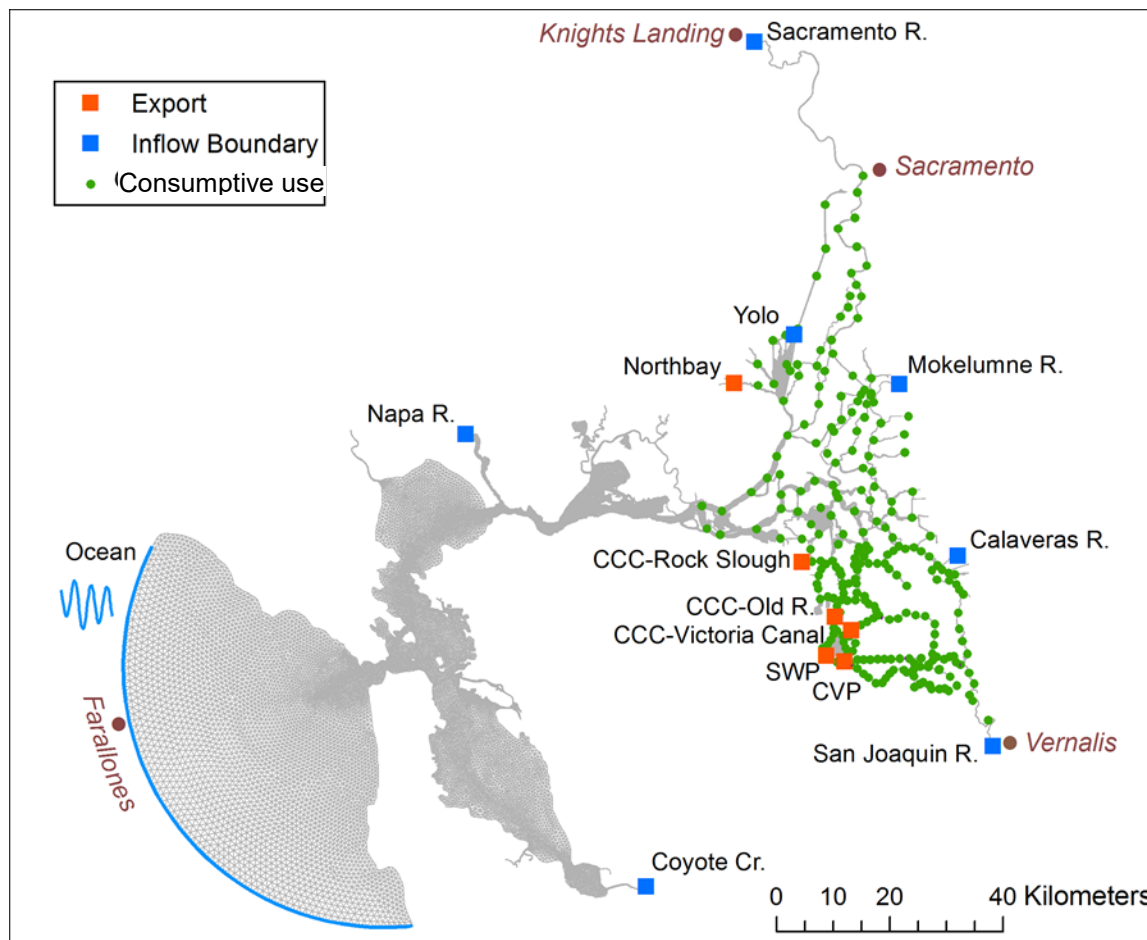 Knights Landing
Sacramento R.
Export
Inflow Boundary
Consumptive use
Sacramento
Yolo
Northbay
Mokelumne R.
Napa R.
Ocean
CCC-Rock Slough
Calaveras R.
CCC-Old R.
CCC-Victoria Canal
SWP
CVP
Farallones
San Joaquin R.
Vernalis
Coyote Cr.
0 10 20 40 Kilometers